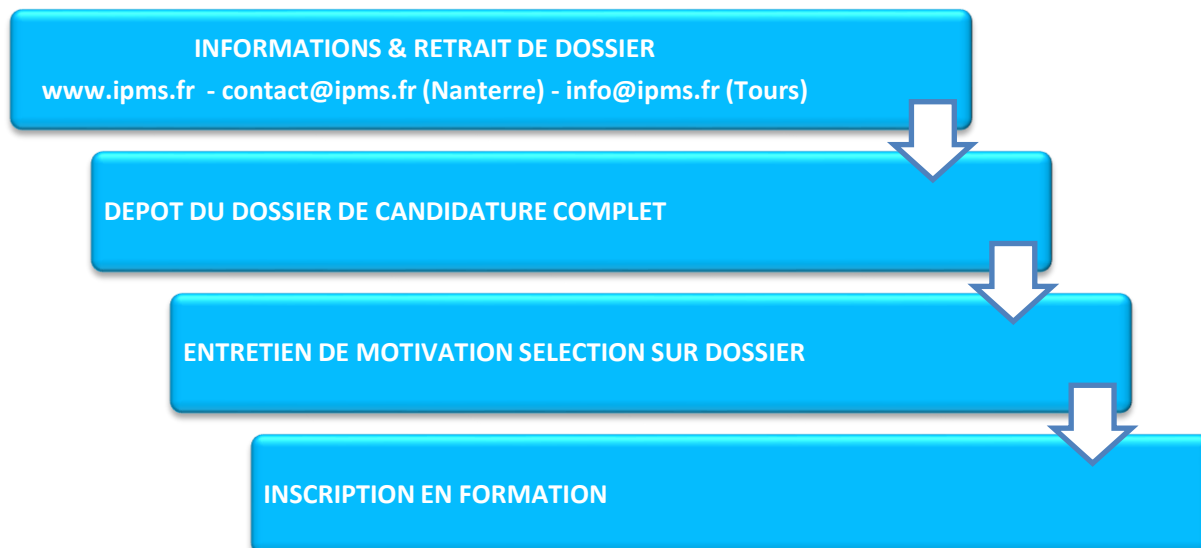 INFORMATIONS & RETRAIT DE DOSSIER
www.ipms.fr - contact@ipms.fr (Nanterre) - info@ipms.fr (Tours)
DEPOT DU DOSSIER DE CANDIDATURE COMPLET
ENTRETIEN DE MOTIVATION SELECTION SUR DOSSIER
INSCRIPTION EN FORMATION